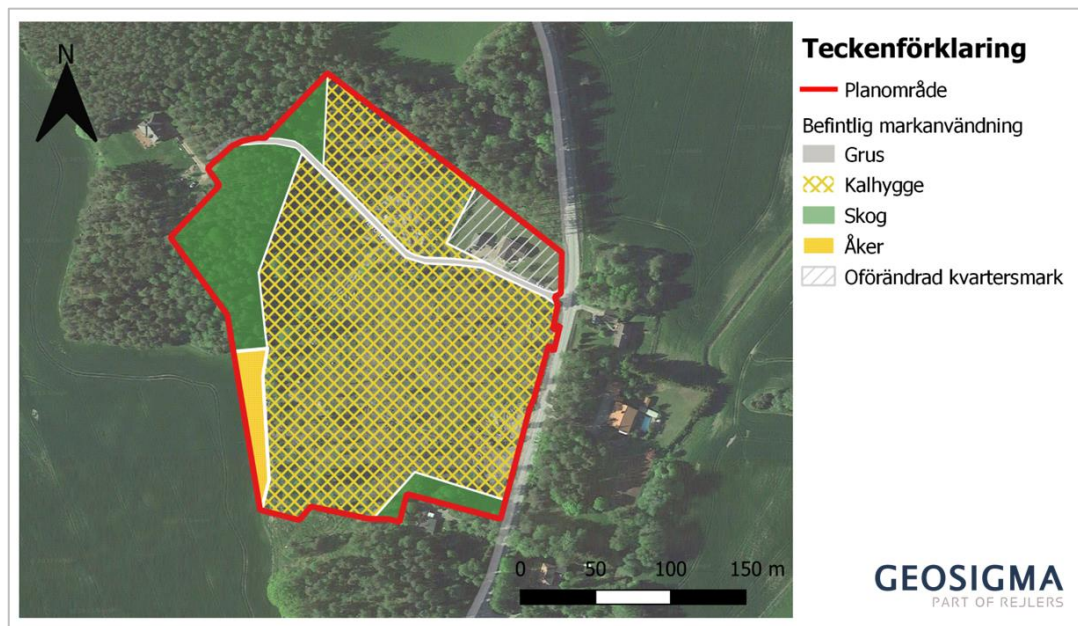 N
Teckenförklaring
Planområde
Befintlig markanvändning
Grus
Kalhygge
Skog
Åker
Oförändrad kvartersmark
0 50 100 150 m
GEOSIGMA
PART OF REJLERS